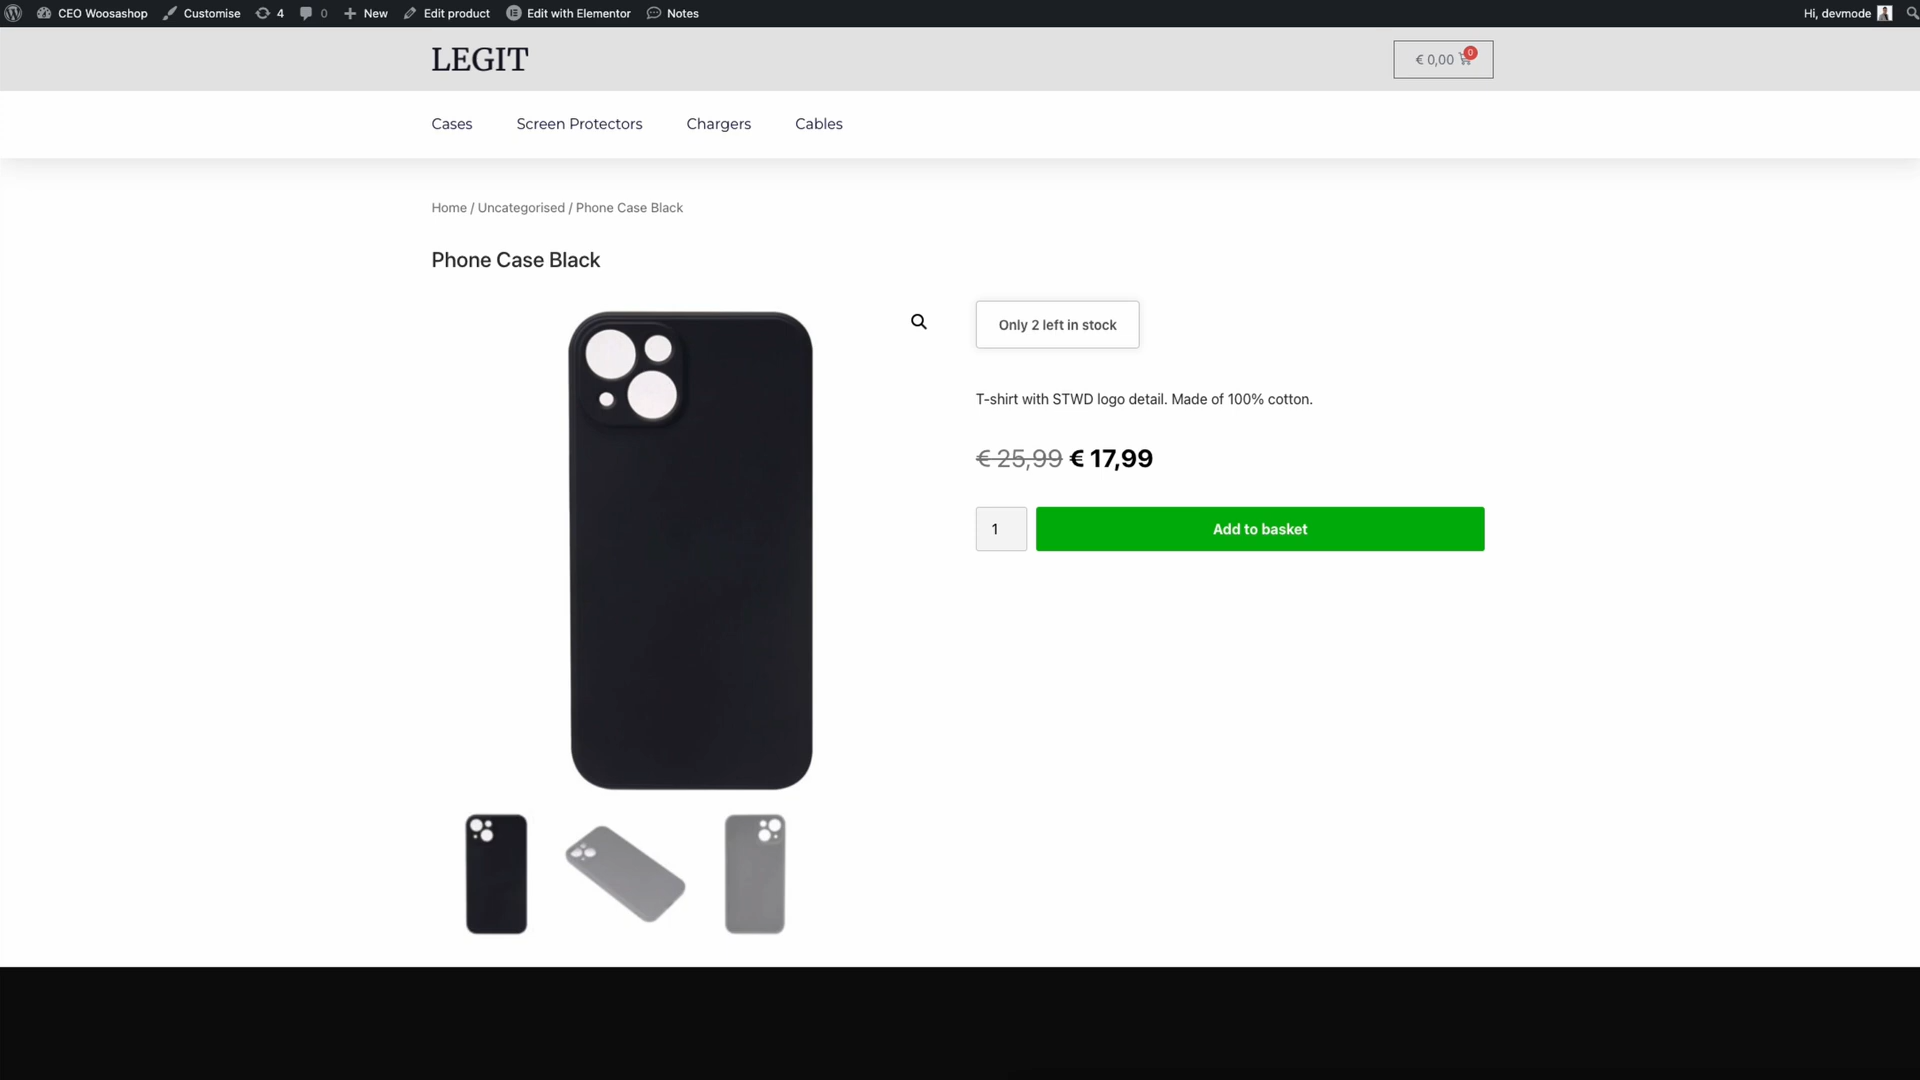 CEO Woosashop Customise 4 0 New Edit product Edit with Elementor Notes Hi, devmode
LEGIT
€ 0,00 0
Cases Screen Protectors Chargers Cables
Home / Uncategorised / Phone Case Black
Phone Case Black
Only 2 left in stock
T-shirt with STWD logo detail. Made of 100% cotton.
€ 25,99 € 17,99
1 Add to basket